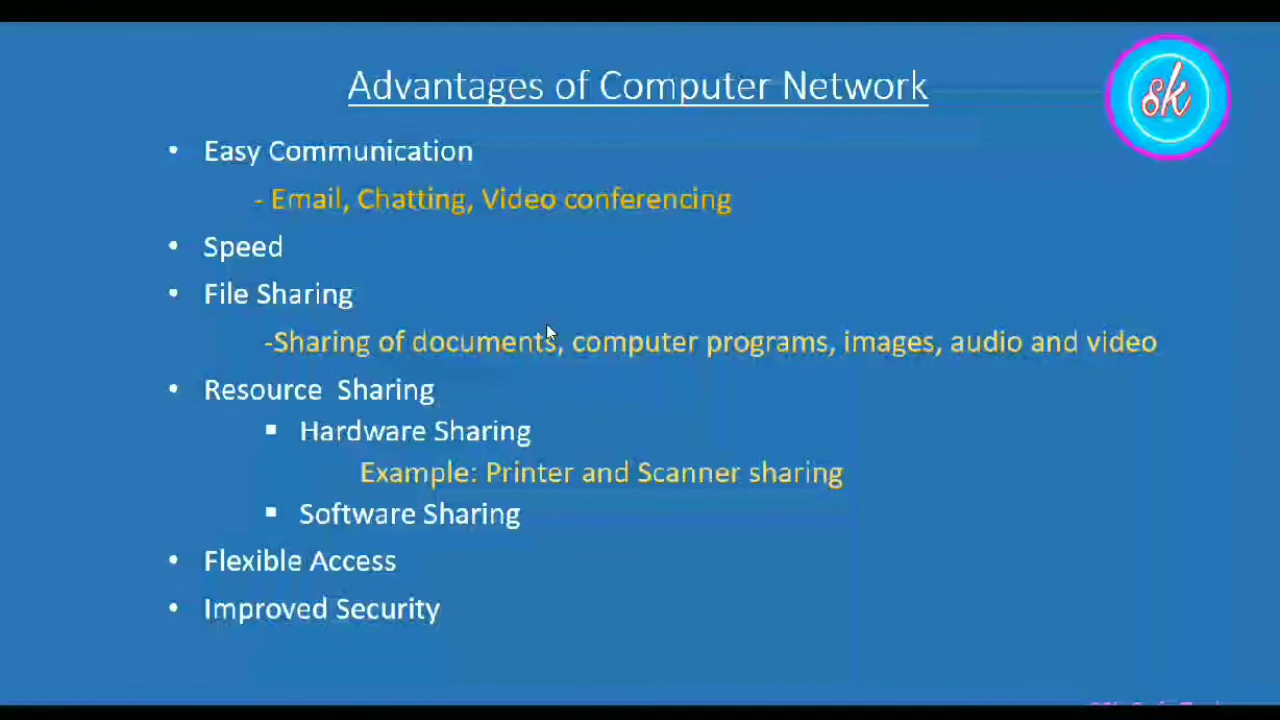 Advantages of Computer Network
sk
• Easy Communication
- Email, Chatting, Video conferencing
• Speed
• File Sharing
-Sharing of documents, computer programs, images, audio and video
• Resource Sharing
▪ Hardware Sharing
Example: Printer and Scanner sharing
▪ Software Sharing
• Flexible Access
• Improved Security